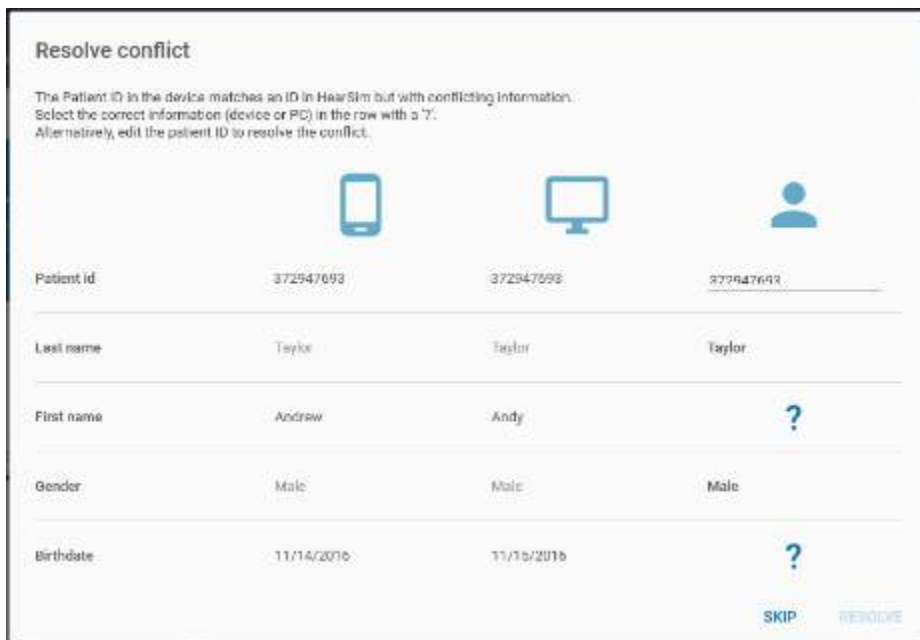 Resolve conflict
The Patient ID in the device matches an ID in HearSim but with conflicting information.
Select the correct information (device or PC) in the row with a '?'.
Alternatively, edit the patient ID to resolve the conflict.
Patient id 372947693 372947693 372947693
Last name Taylor Taylor Taylor
First name Andrew Andy ?
Gender Male Male Male
Birthdate 11/14/2016 11/15/2016 ?
SKIP RESOLVE